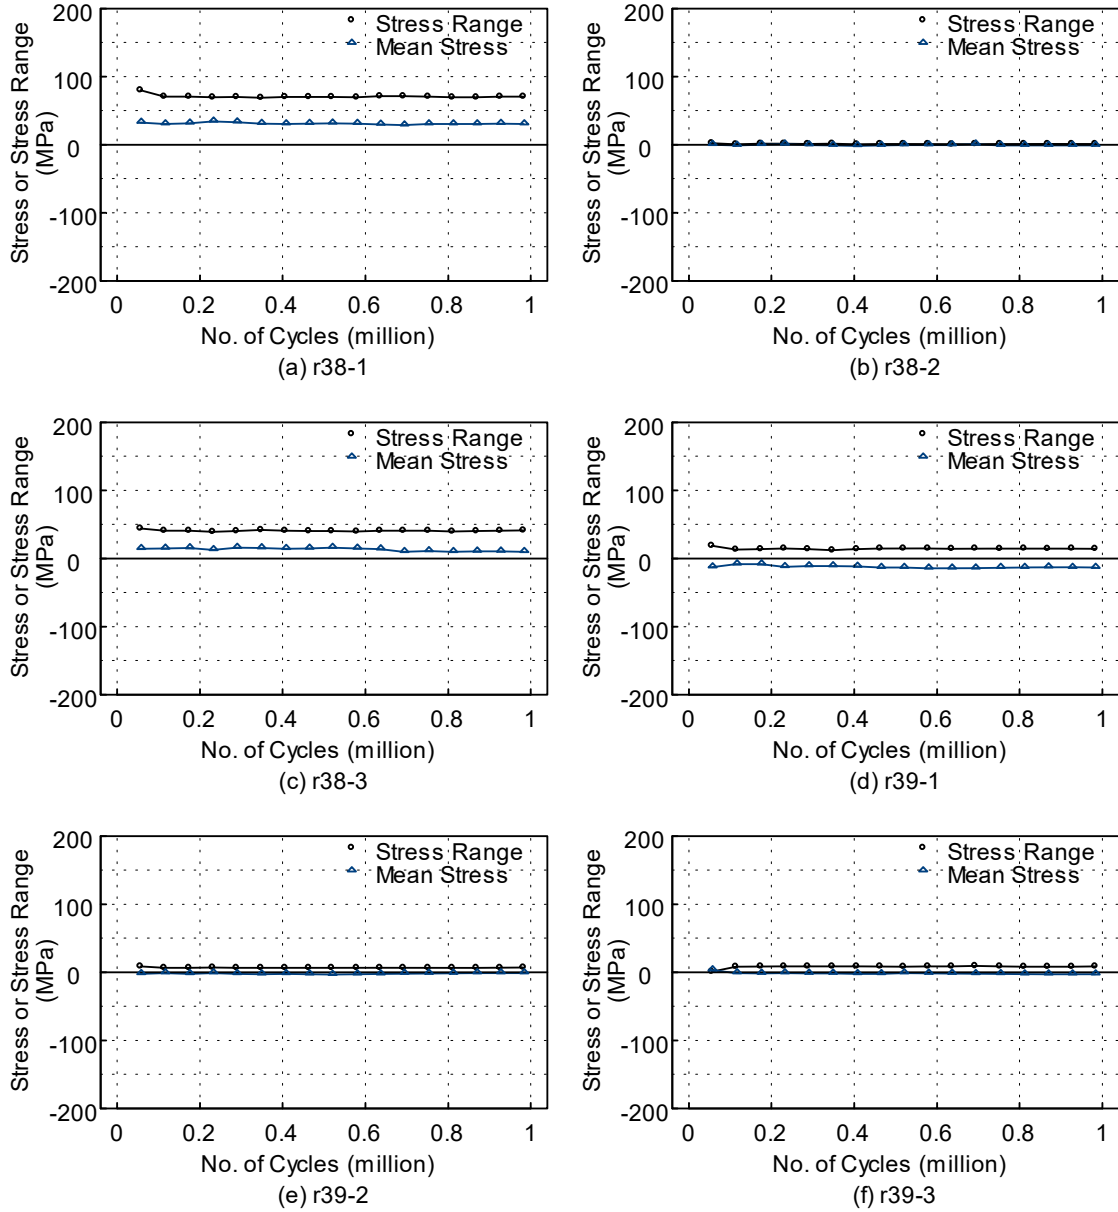 200
100
0
-100
-200
Stress or Stress Range
(MPa)
Stress Range
Mean Stress
0 0.2 0.4 0.6 0.8 1
No. of Cycles (million)
(a) r38-1
200
100
0
-100
-200
Stress or Stress Range
(MPa)
Stress Range
Mean Stress
0 0.2 0.4 0.6 0.8 1
No. of Cycles (million)
(b) r38-2
200
100
0
-100
-200
Stress or Stress Range
(MPa)
Stress Range
Mean Stress
0 0.2 0.4 0.6 0.8 1
No. of Cycles (million)
(c) r38-3
200
100
0
-100
-200
Stress or Stress Range
(MPa)
Stress Range
Mean Stress
0 0.2 0.4 0.6 0.8 1
No. of Cycles (million)
(d) r39-1
200
100
0
-100
-200
Stress or Stress Range
(MPa)
Stress Range
Mean Stress
0 0.2 0.4 0.6 0.8 1
No. of Cycles (million)
(e) r39-2
200
100
0
-100
-200
Stress or Stress Range
(MPa)
Stress Range
Mean Stress
0 0.2 0.4 0.6 0.8 1
No. of Cycles (million)
(f) r39-3